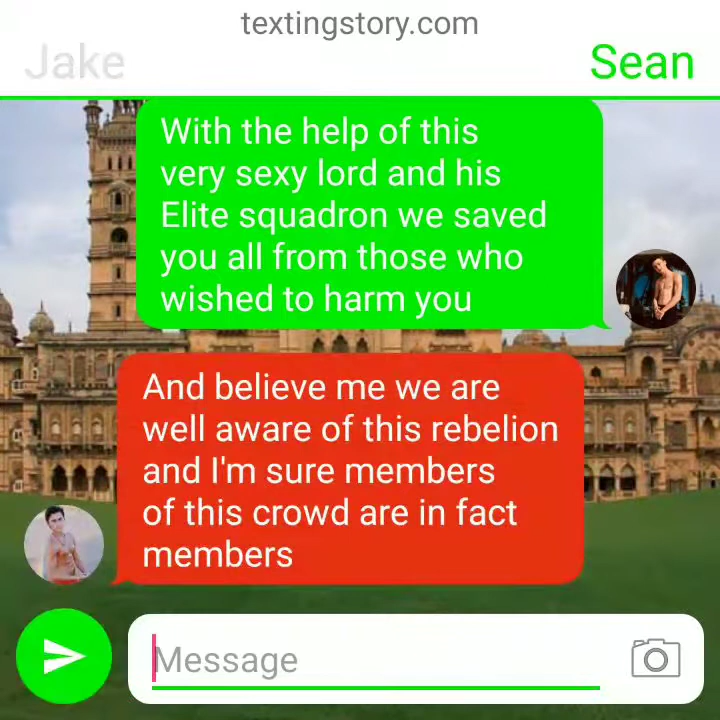 textingstory.com
Jake
Sean
With the help of this
very sexy lord and his
Elite squadron we saved
you all from those who
wished to harm you
And believe me we are
well aware of this rebelion
and I'm sure members
of this crowd are in fact
members
Message